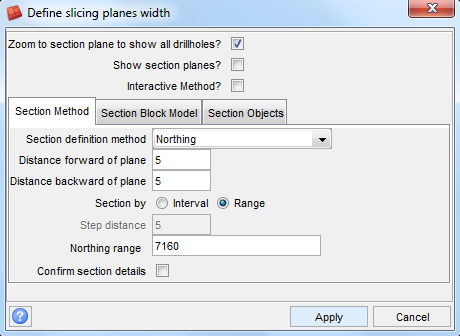 Define slicing planes width
Zoom to section plane to show all drillholes?
Show section planes?
Interactive Method?
Section Method Section Block Model Section Objects
Section definition method Northing
Distance forward of plane 5
Distance backward of plane 5
Section by Interval Range
Step distance 5
Northing range 7160
Confirm section details
? Apply Cancel